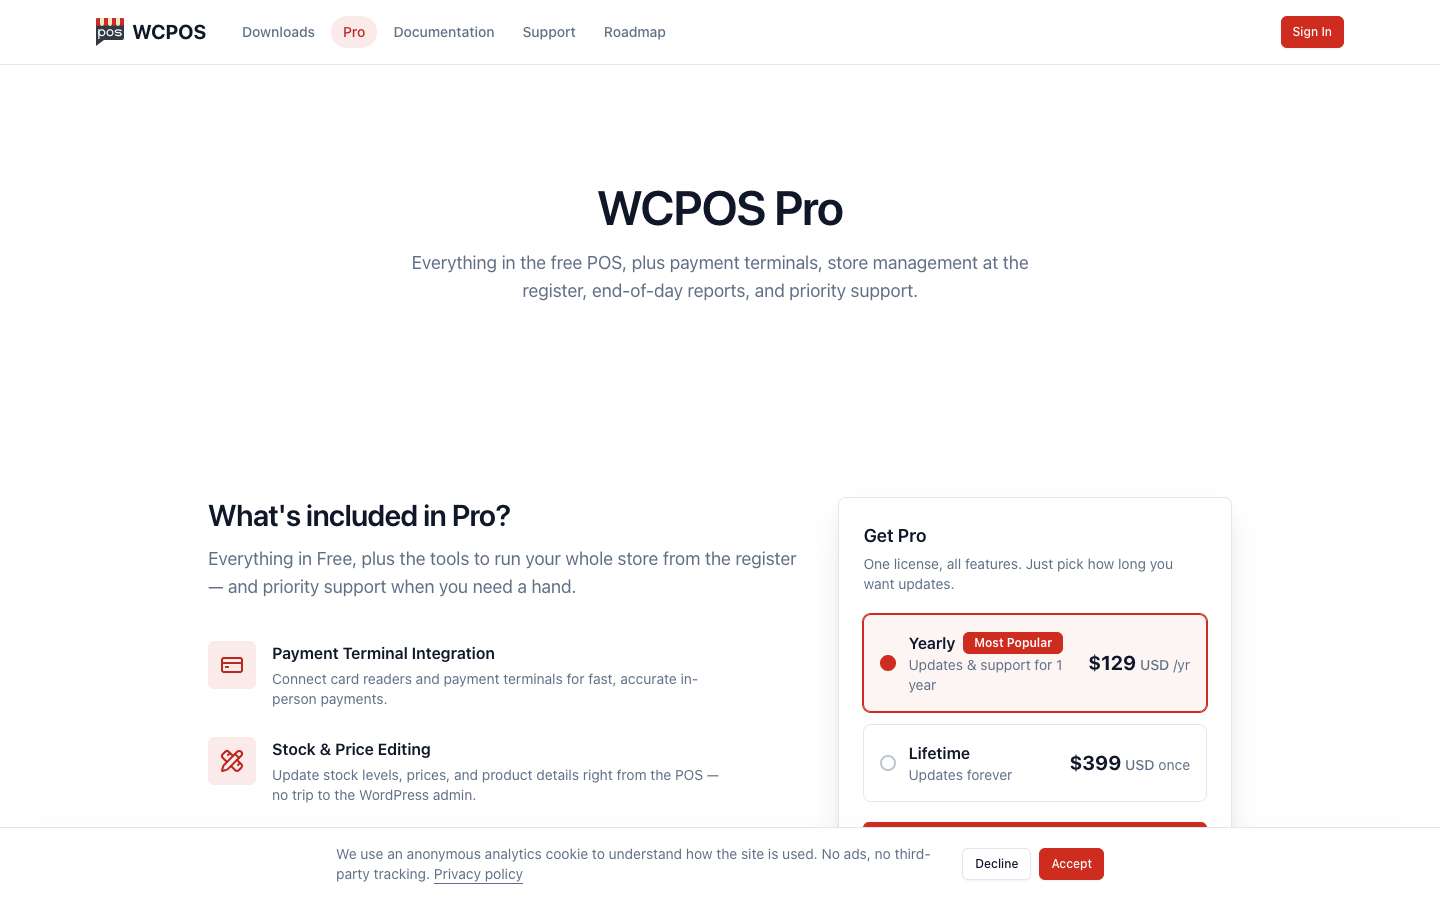 pos WCPOS Downloads Pro Documentation Support Roadmap Sign In
WCPOS Pro
Everything in the free POS, plus payment terminals, store management at the
register, end-of-day reports, and priority support.
What's included in Pro?
Everything in Free, plus the tools to run your whole store from the register
— and priority support when you need a hand.
Payment Terminal Integration
Connect card readers and payment terminals for fast, accurate in-
person payments.
Stock & Price Editing
Update stock levels, prices, and product details right from the POS —
no trip to the WordPress admin.
Get Pro
One license, all features. Just pick how long you
want updates.
Yearly Most Popular
Updates & support for 1
year
$129 USD /yr
Lifetime
Updates forever
$399 USD once
We use an anonymous analytics cookie to understand how the site is used. No ads, no third-
party tracking. Privacy policy
Decline Accept